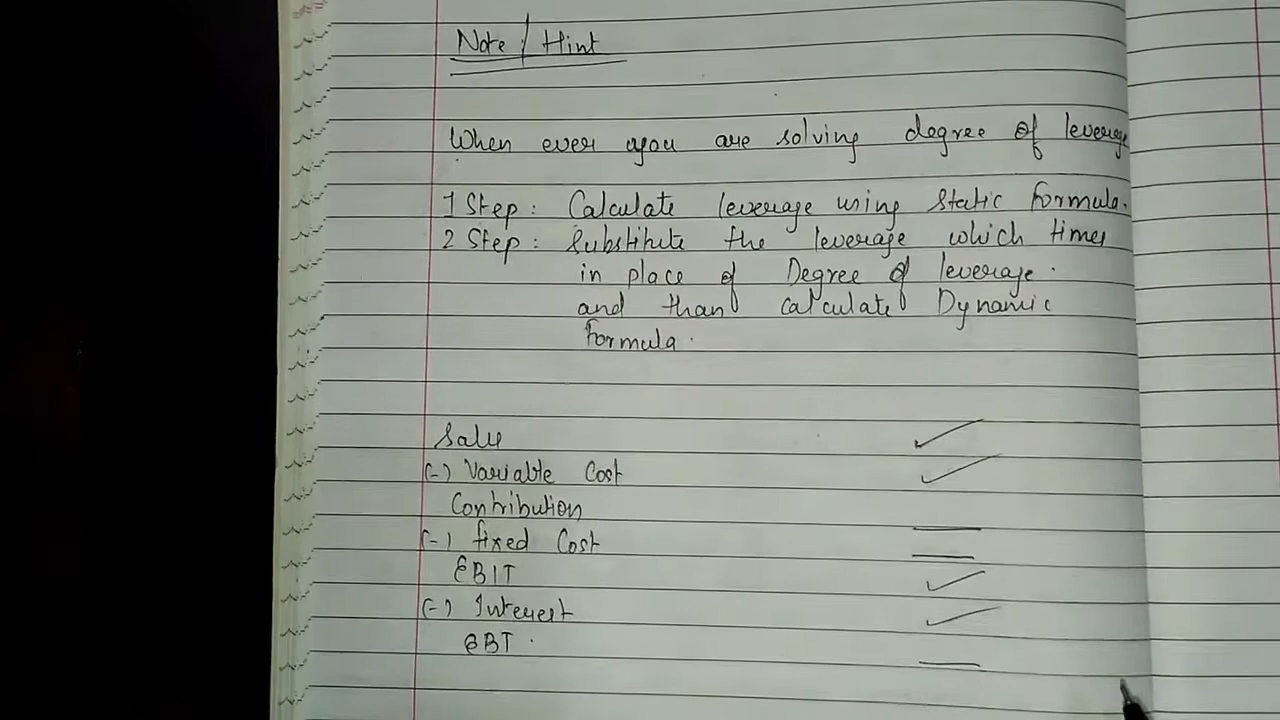 Note / Hint
When ever you are solving degree of leverage
1 Step: Calculate leverage using Static Formula.
2 Step: Substitute the leverage which times
in place of Degree of leverage.
and than calculate Dynamic
Formula.
Sales
(-) Variable Cost
Contribution
(-) fixed Cost
EBIT
(-) Interest
EBT.